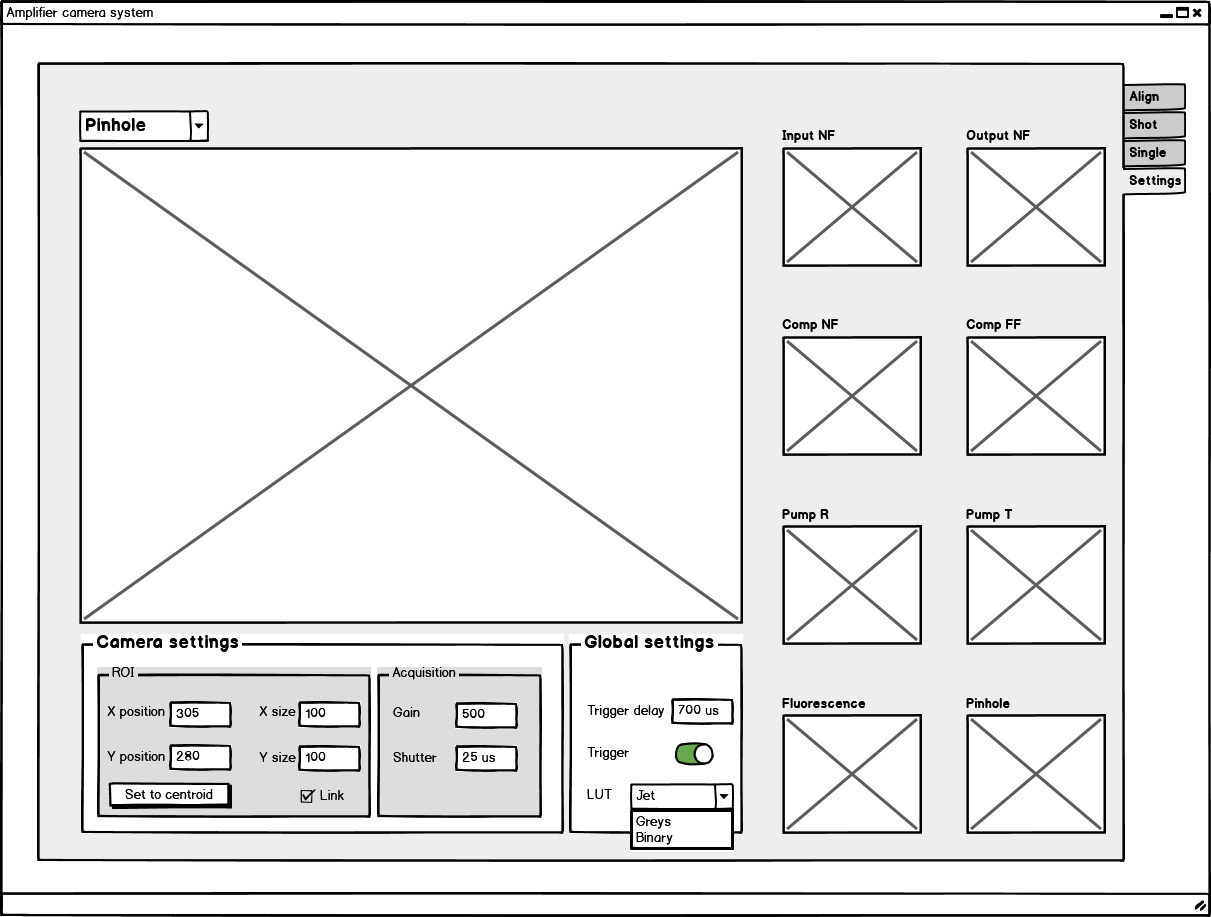 Amplifier camera system
Align
Shot
Single
Settings
Pinhole
Input NF
Output NF
Comp NF
Comp FF
Pump R
Pump T
Fluorescence
Pinhole
Camera settings
ROI
X position 305
X size 100
Y position 280
Y size 100
Set to centroid
Link
Acquisition
Gain 500
Shutter 25 us
Global settings
Trigger delay 700 us
Trigger
LUT Jet
Greys
Binary